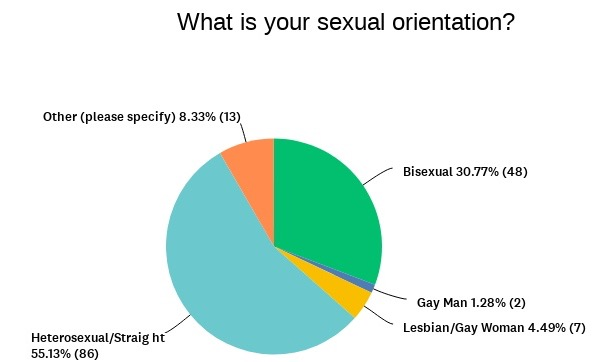 What is your sexual orientation?
Other (please specify) 8.33% (13)
Bisexual 30.77% (48)
Gay Man 1.28% (2)
Lesbian/Gay Woman 4.49% (7)
Heterosexual/Straig ht
55.13% (86)